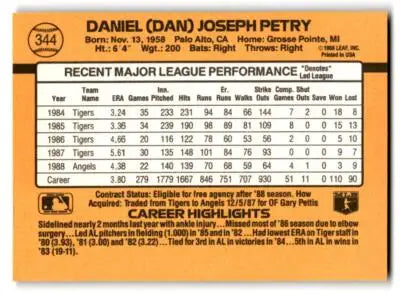 344
DANIEL (DAN) JOSEPH PETRY
Born: Nov. 13, 1958 Palo Alto, CA Home: Grosse Pointe, MI
Ht.: 6'4" Wgt.: 200 Bats: Right Throws: Right
© 1988 LEAF, INC.
Printed in USA
RECENT MAJOR LEAGUE PERFORMANCE *Denotes Led League
Team Inn. Er. Strike Comp. Shut
Year Name ERA Games Pitched Hits Runs Runs Walks Outs Games Outs Save Won Lost
1984 Tigers 3.24 35 233 231 94 84 66 144 7 2 0 18 8
1985 Tigers 3.36 34 239 190 98 89 81 109 8 0 0 15 13
1986 Tigers 4.66 20 116 122 78 60 53 56 2 0 0 5 10
1987 Tigers 5.61 30 135 148 101 84 76 93 0 0 0 9 7
1988 Angels 4.38 22 140 139 70 68 59 64 4 1 0 3 9
Career 3.80 279 1779 1667 846 751 707 930 51 11 0 110 90
Contract Status: Eligible for free agency after '88 season. How
Acquired: Traded from Tigers to Angels 12/5/87 for OF Gary Pettis
CAREER HIGHLIGHTS
Sidelined nearly 2 months last year with ankle injury...Missed most of '86 season due to elbow
surgery...Led AL pitchers in fielding (1.000) in '85 and '82...Had lowest ERA on Tiger staff in
'80 (3.93), '81 (3.00) and '82 (3.22)...Tied for 3rd in AL in victories in '84...5th in AL in wins in
'83 (19-11).